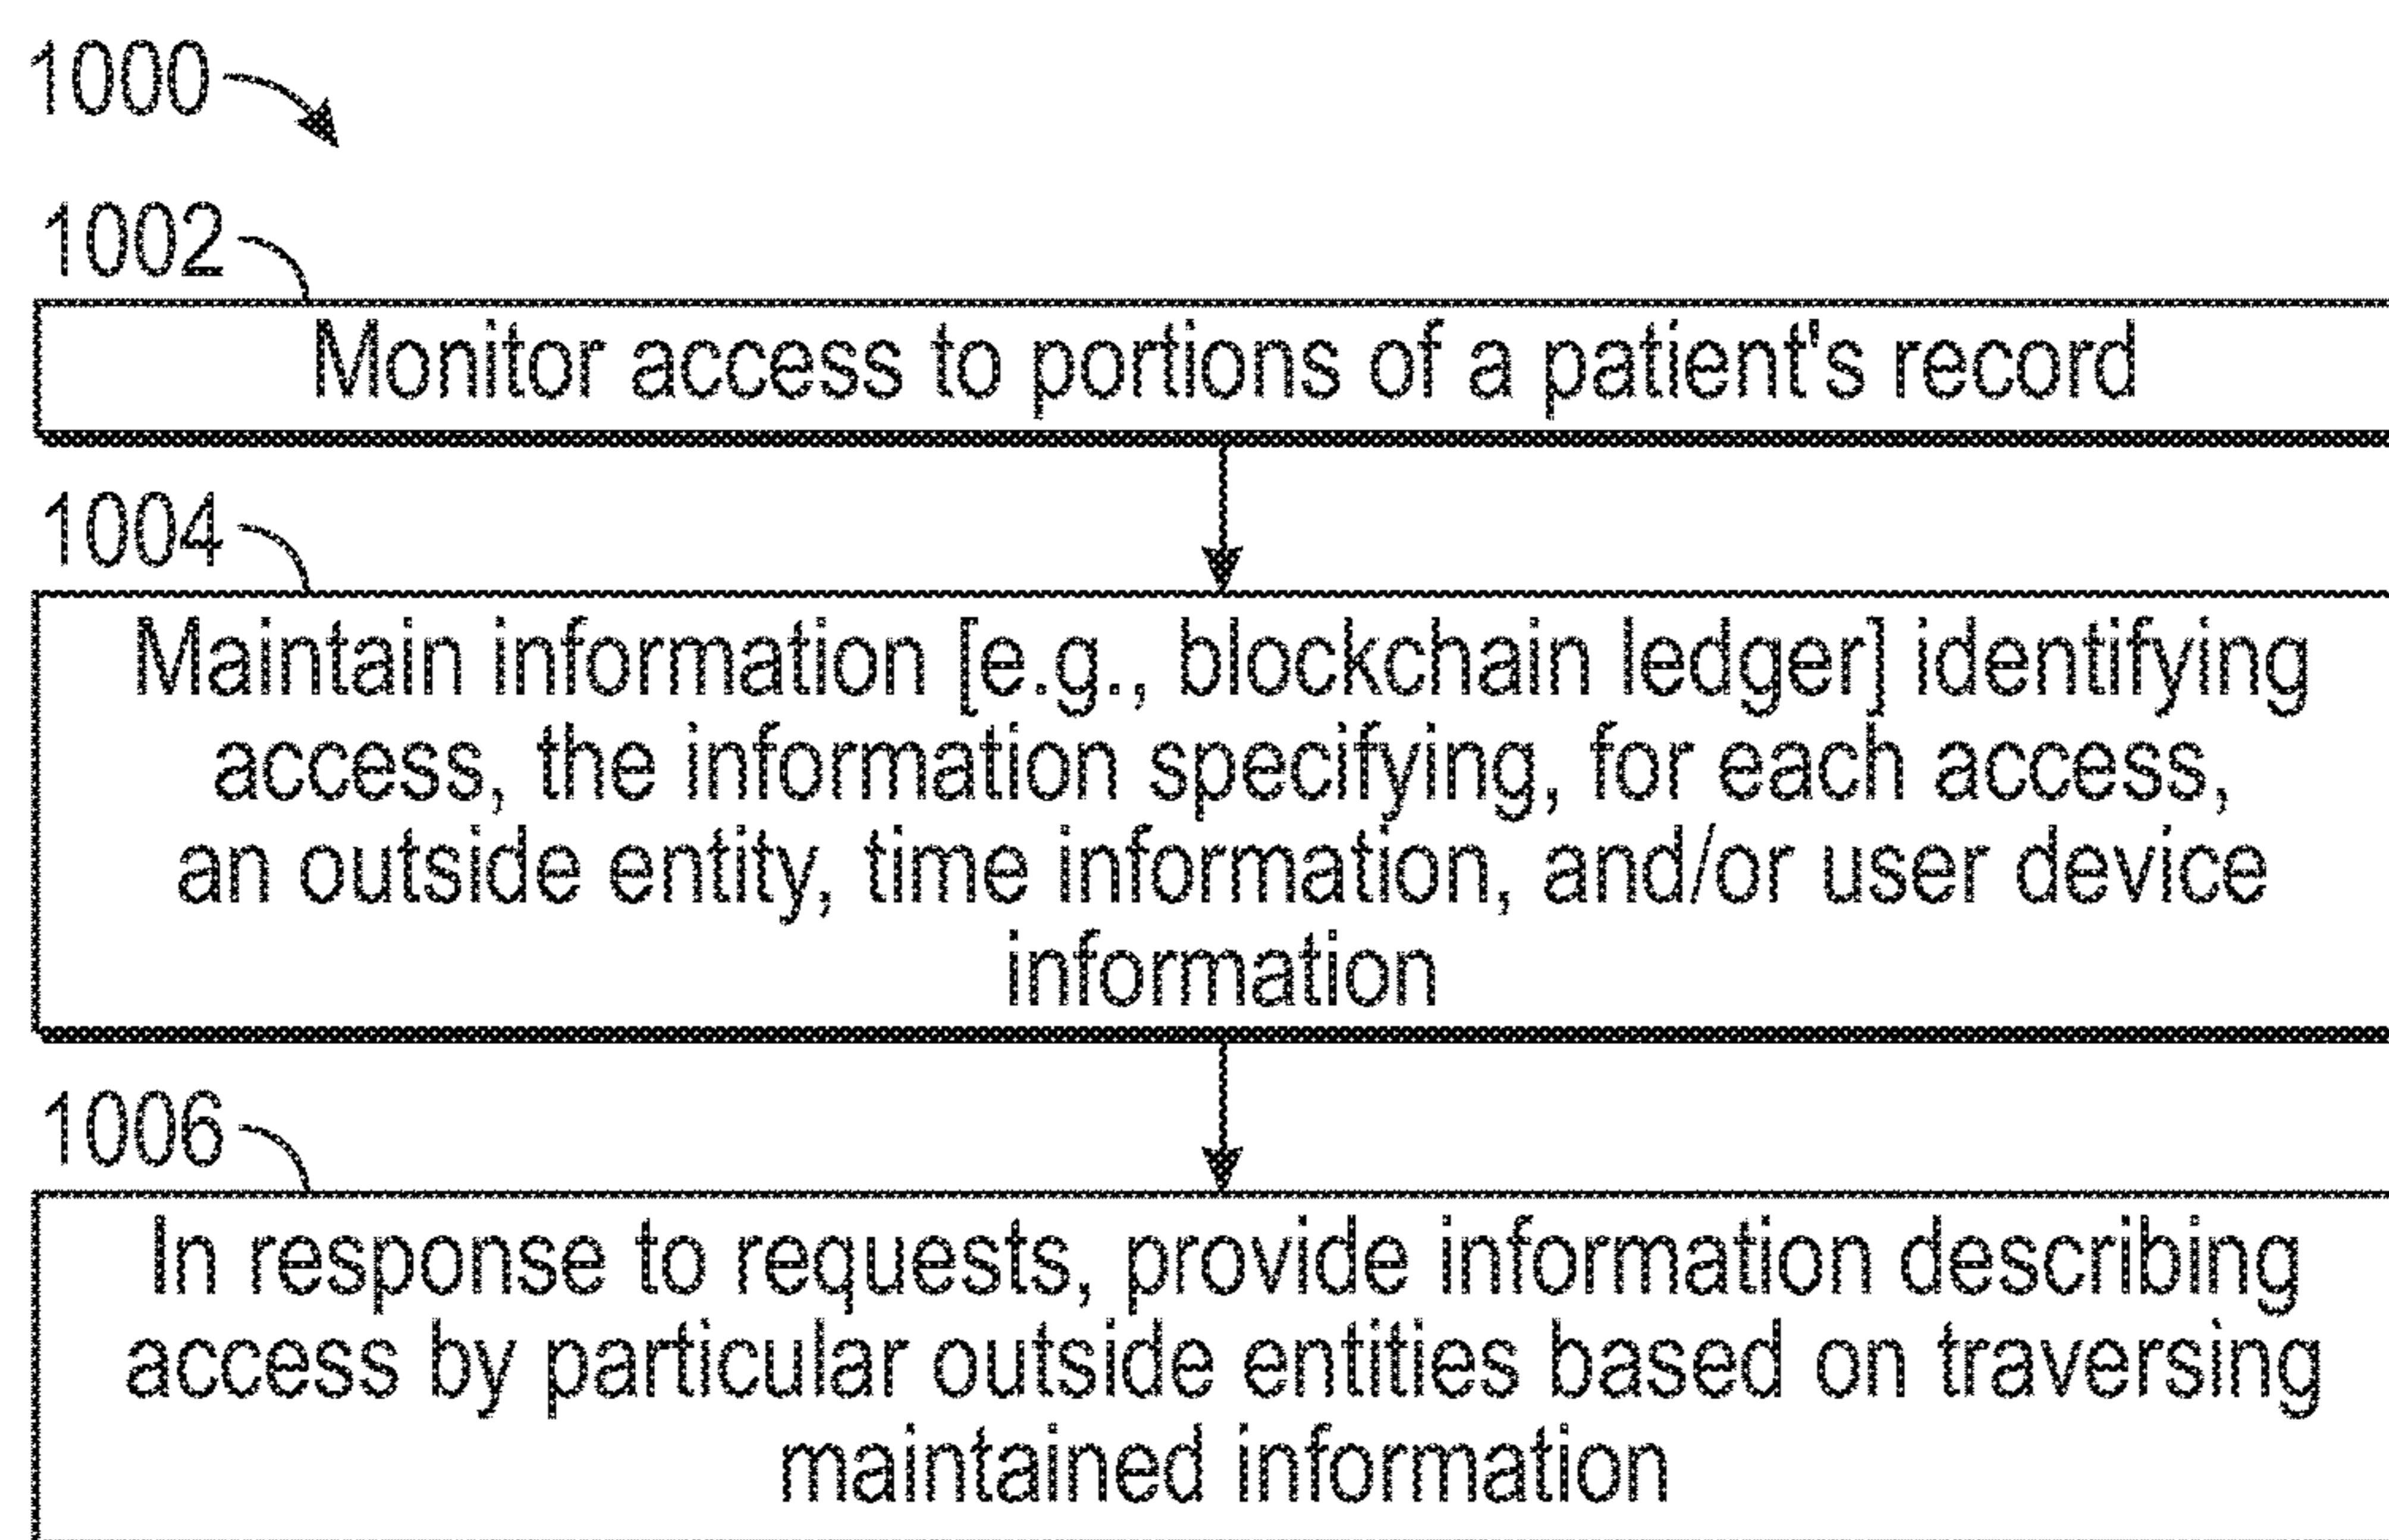 1000
1002
Monitor access to portions of a patient's record
1004
Maintain information [e.g., blockchain ledger] identifying
access, the information specifying, for each access,
an outside entity, time information, and/or user device
information
1006
In response to requests, provide information describing
access by particular outside entities based on traversing
maintained information